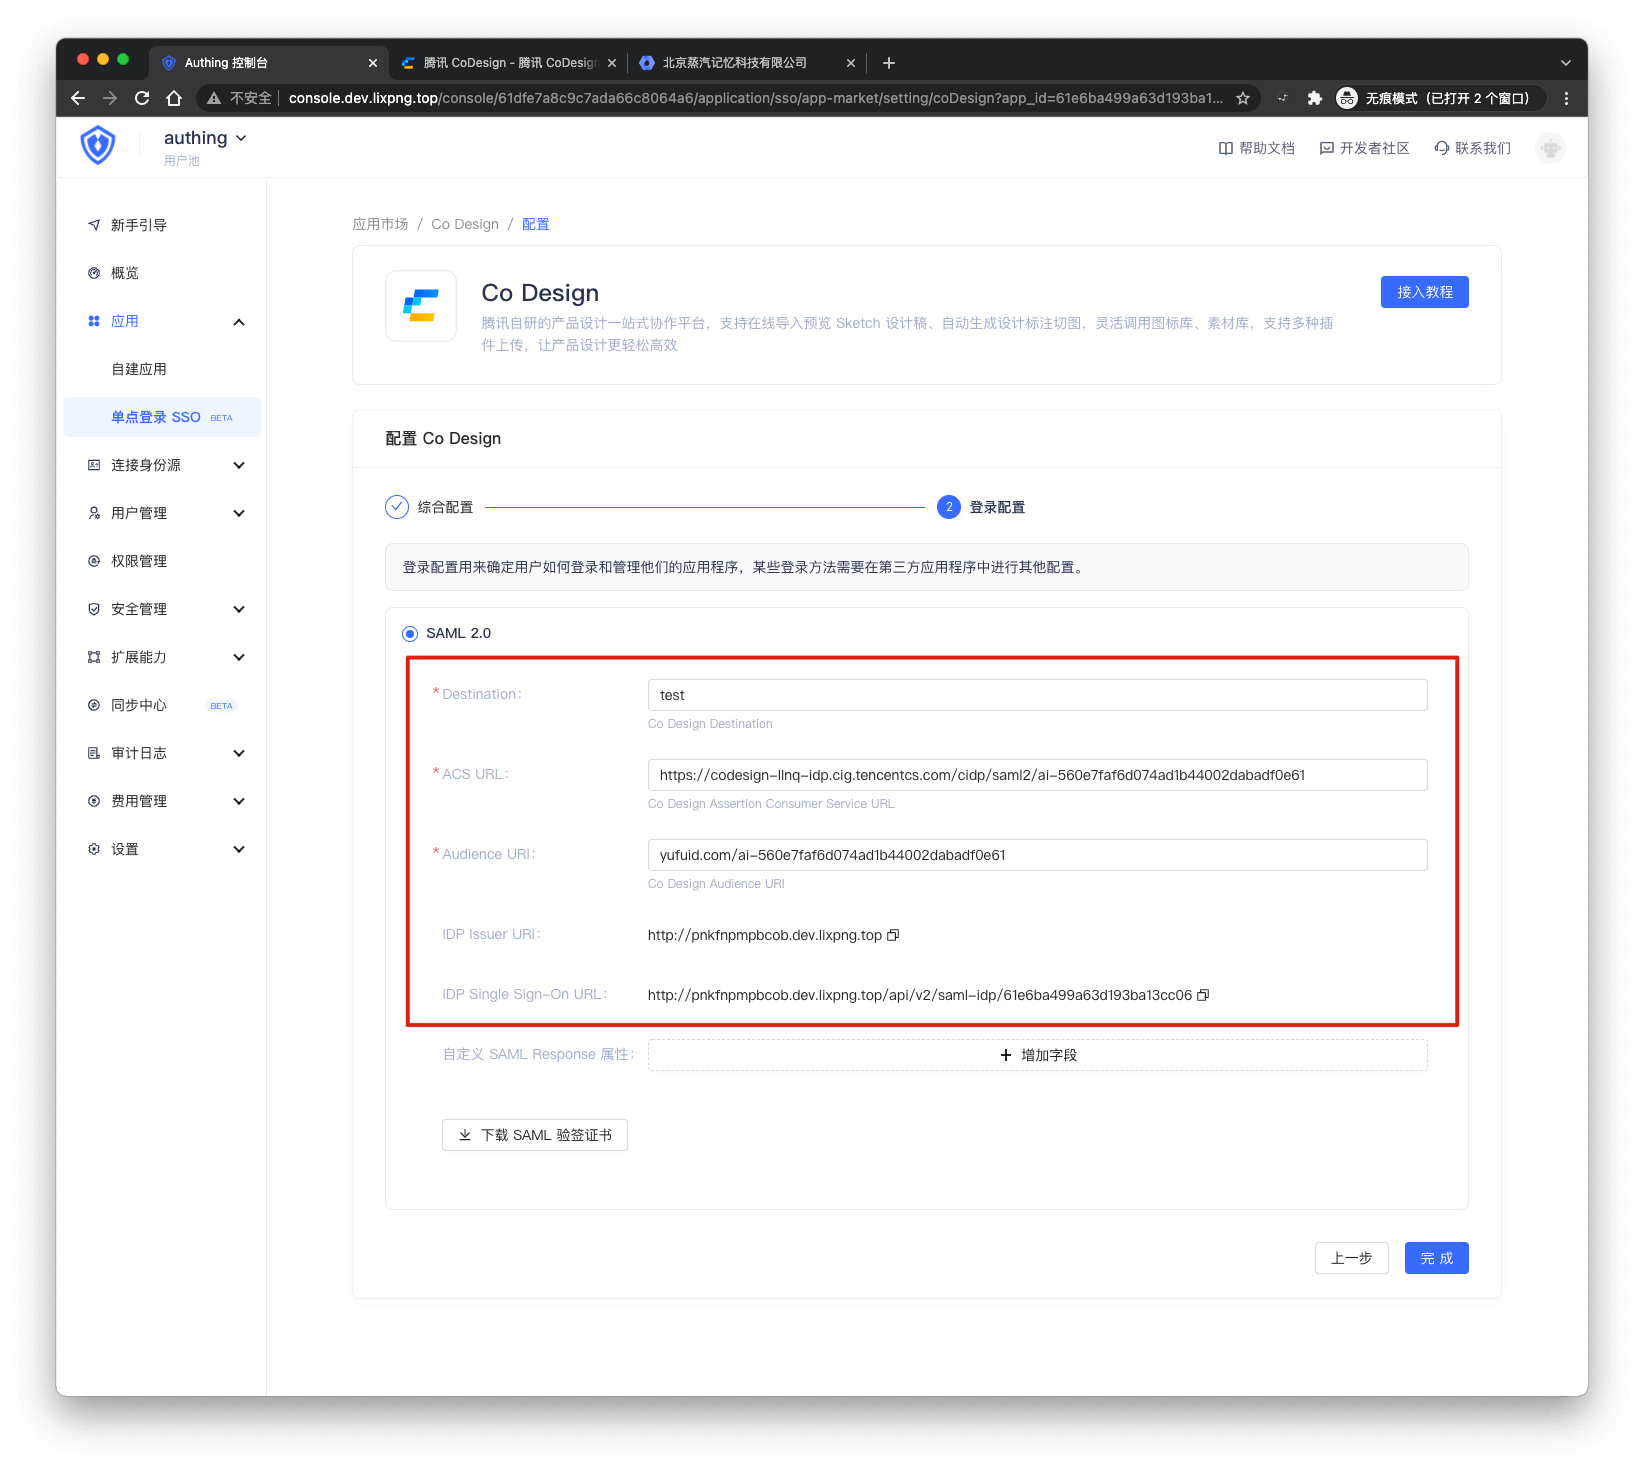 Authing 控制台
腾讯 CoDesign - 腾讯 CoDesign
北京蒸汽记忆科技有限公司
不安全
console.dev.lixpng.top/console/61dfe7a8c9c7ada66c8064a6/application/sso/app-market/setting/coDesign?app_id=61e6ba499a63d193ba1...
无痕模式（已打开 2 个窗口）
authing
用户池
帮助文档
开发者社区
联系我们
新手引导
概览
应用
自建应用
单点登录 SSO BETA
连接身份源
用户管理
权限管理
安全管理
扩展能力
同步中心 BETA
审计日志
费用管理
设置
应用市场 / Co Design / 配置
Co Design
接入教程
腾讯自研的产品设计一站式协作平台，支持在线导入预览 Sketch 设计稿、自动生成设计标注切图，灵活调用图标库、素材库，支持多种插
件上传，让产品设计更轻松高效
配置 Co Design
综合配置
2 登录配置
登录配置用来确定用户如何登录和管理他们的应用程序，某些登录方法需要在第三方应用程序中进行其他配置。
SAML 2.0
* Destination： test
Co Design Destination
* ACS URL： https://codesign-llnq-idp.cig.tencentcs.com/cidp/saml2/ai-560e7faf6d074ad1b44002dabadf0e61
Co Design Assertion Consumer Service URL
* Audience URI： yufuid.com/ai-560e7faf6d074ad1b44002dabadf0e61
Co Design Audience URI
IDP Issuer URI： http://pnkfnpmpbcob.dev.lixpng.top
IDP Single Sign-On URL： http://pnkfnpmpbcob.dev.lixpng.top/api/v2/saml-idp/61e6ba499a63d193ba13cc06
自定义 SAML Response 属性： + 增加字段
下载 SAML 验签证书
上一步
完 成